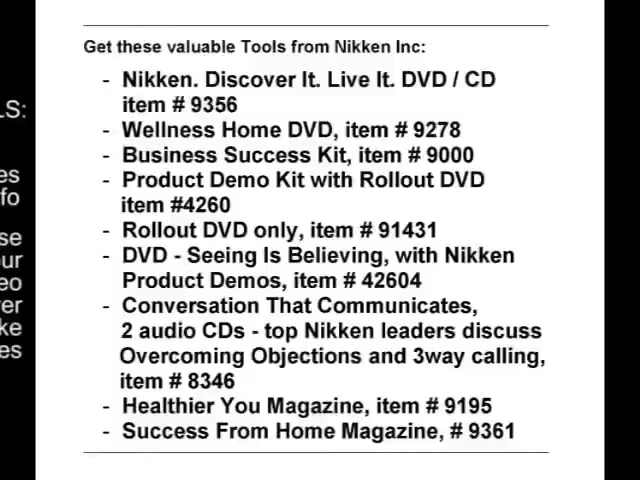 Get these valuable Tools from Nikken Inc:
- Nikken. Discover It. Live It. DVD / CD
item # 9356
- Wellness Home DVD, item # 9278
- Business Success Kit, item # 9000
- Product Demo Kit with Rollout DVD
item #4260
- Rollout DVD only, item # 91431
- DVD - Seeing Is Believing, with Nikken
Product Demos, item # 42604
- Conversation That Communicates,
2 audio CDs - top Nikken leaders discuss
Overcoming Objections and 3way calling,
item # 8346
- Healthier You Magazine, item # 9195
- Success From Home Magazine, # 9361